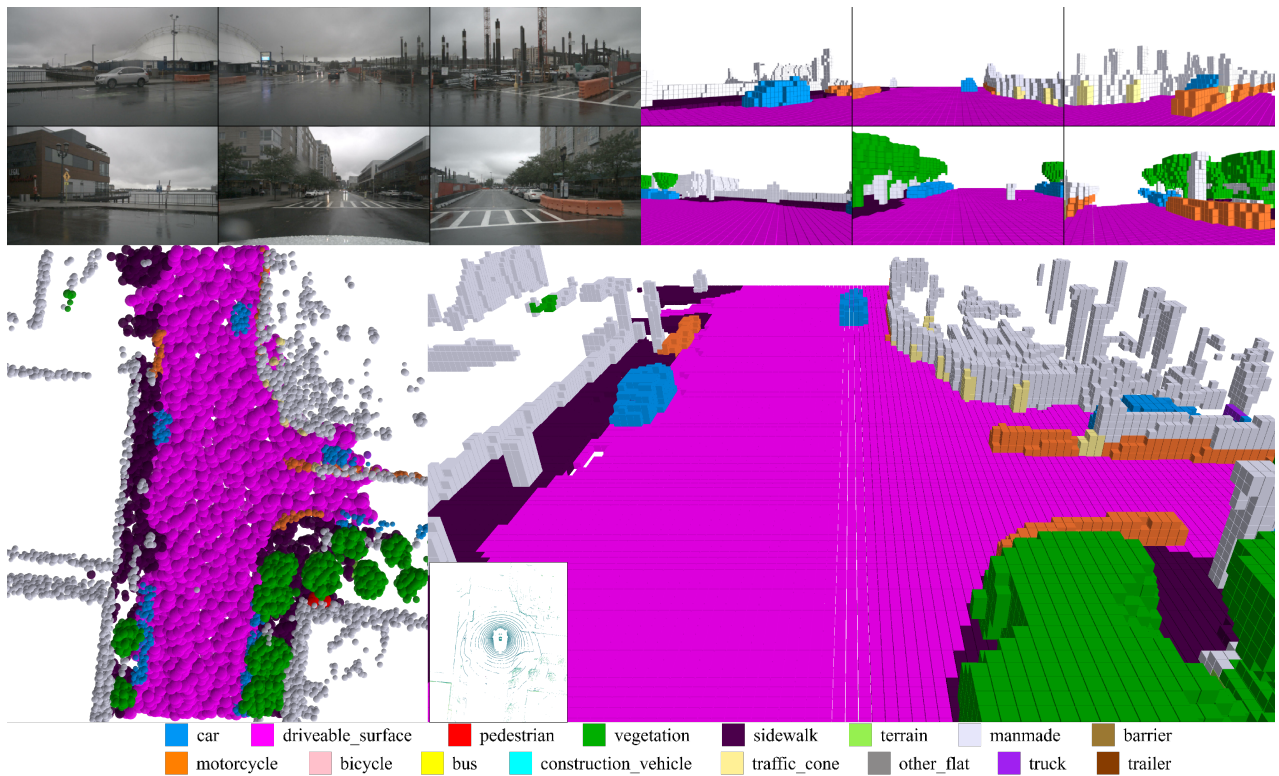 car driveable_surface pedestrian vegetation sidewalk terrain manmade barrier
motorcycle bicycle bus construction_vehicle traffic_cone other_flat truck trailer